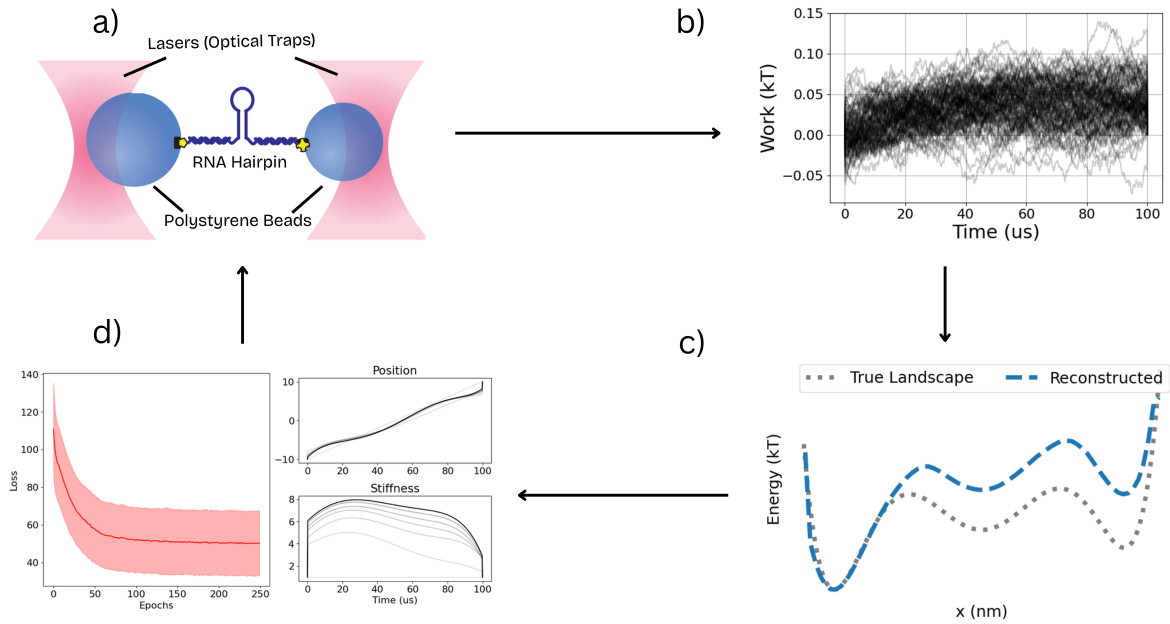 a)
Lasers (Optical Traps)
RNA Hairpin
Polystyrene Beads
b)
0.15
0.10
0.05
0.00
−0.05
Work (kT)
0
20
40
60
80
100
Time (us)
c)
True Landscape
Reconstructed
Energy (kT)
x (nm)
d)
140
120
100
80
60
40
Loss
0
50
100
150
200
250
Epochs
Position
10
0
−10
0
20
40
60
80
100
Stiffness
8
6
4
2
0
20
40
60
80
100
Time (us)